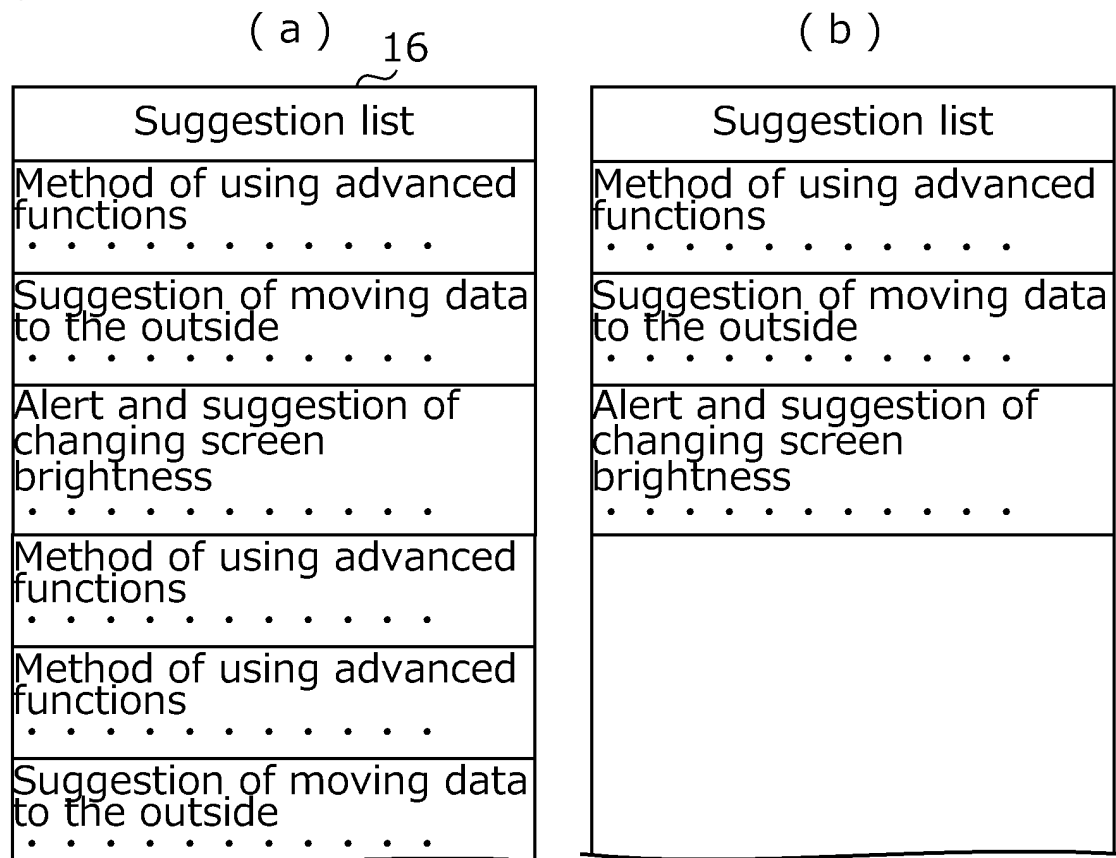 ( a )
16
Suggestion list
Method of using advanced
functions
. . . . . . . . . . .
Suggestion of moving data
to the outside
. . . . . . . . . . .
Alert and suggestion of
changing screen
brightness
. . . . . . . . . . .
Method of using advanced
functions
. . . . . . . . . . .
Method of using advanced
functions
. . . . . . . . . . .
Suggestion of moving data
to the outside
. . . . . . . . . . .
( b )
Suggestion list
Method of using advanced
functions
. . . . . . . . . . .
Suggestion of moving data
to the outside
. . . . . . . . . . .
Alert and suggestion of
changing screen
brightness
. . . . . . . . . . .